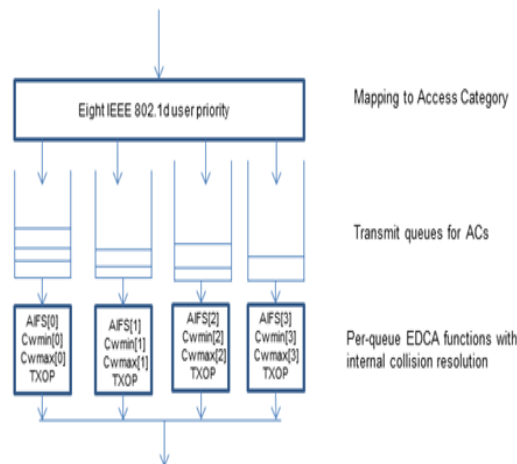 Eight IEEE 802.1d user priority
Mapping to Access Category
Transmit queues for ACs
AIFS[0]
Cwmin[0]
Cwmax[0]
TXOP
AIFS[1]
Cwmin[1]
Cwmax[1]
TXOP
AIFS[2]
Cwmin[2]
Cwmax[2]
TXOP
AIFS[3]
Cwmin[3]
Cwmax[3]
TXOP
Per-queue EDCA functions with
internal collision resolution